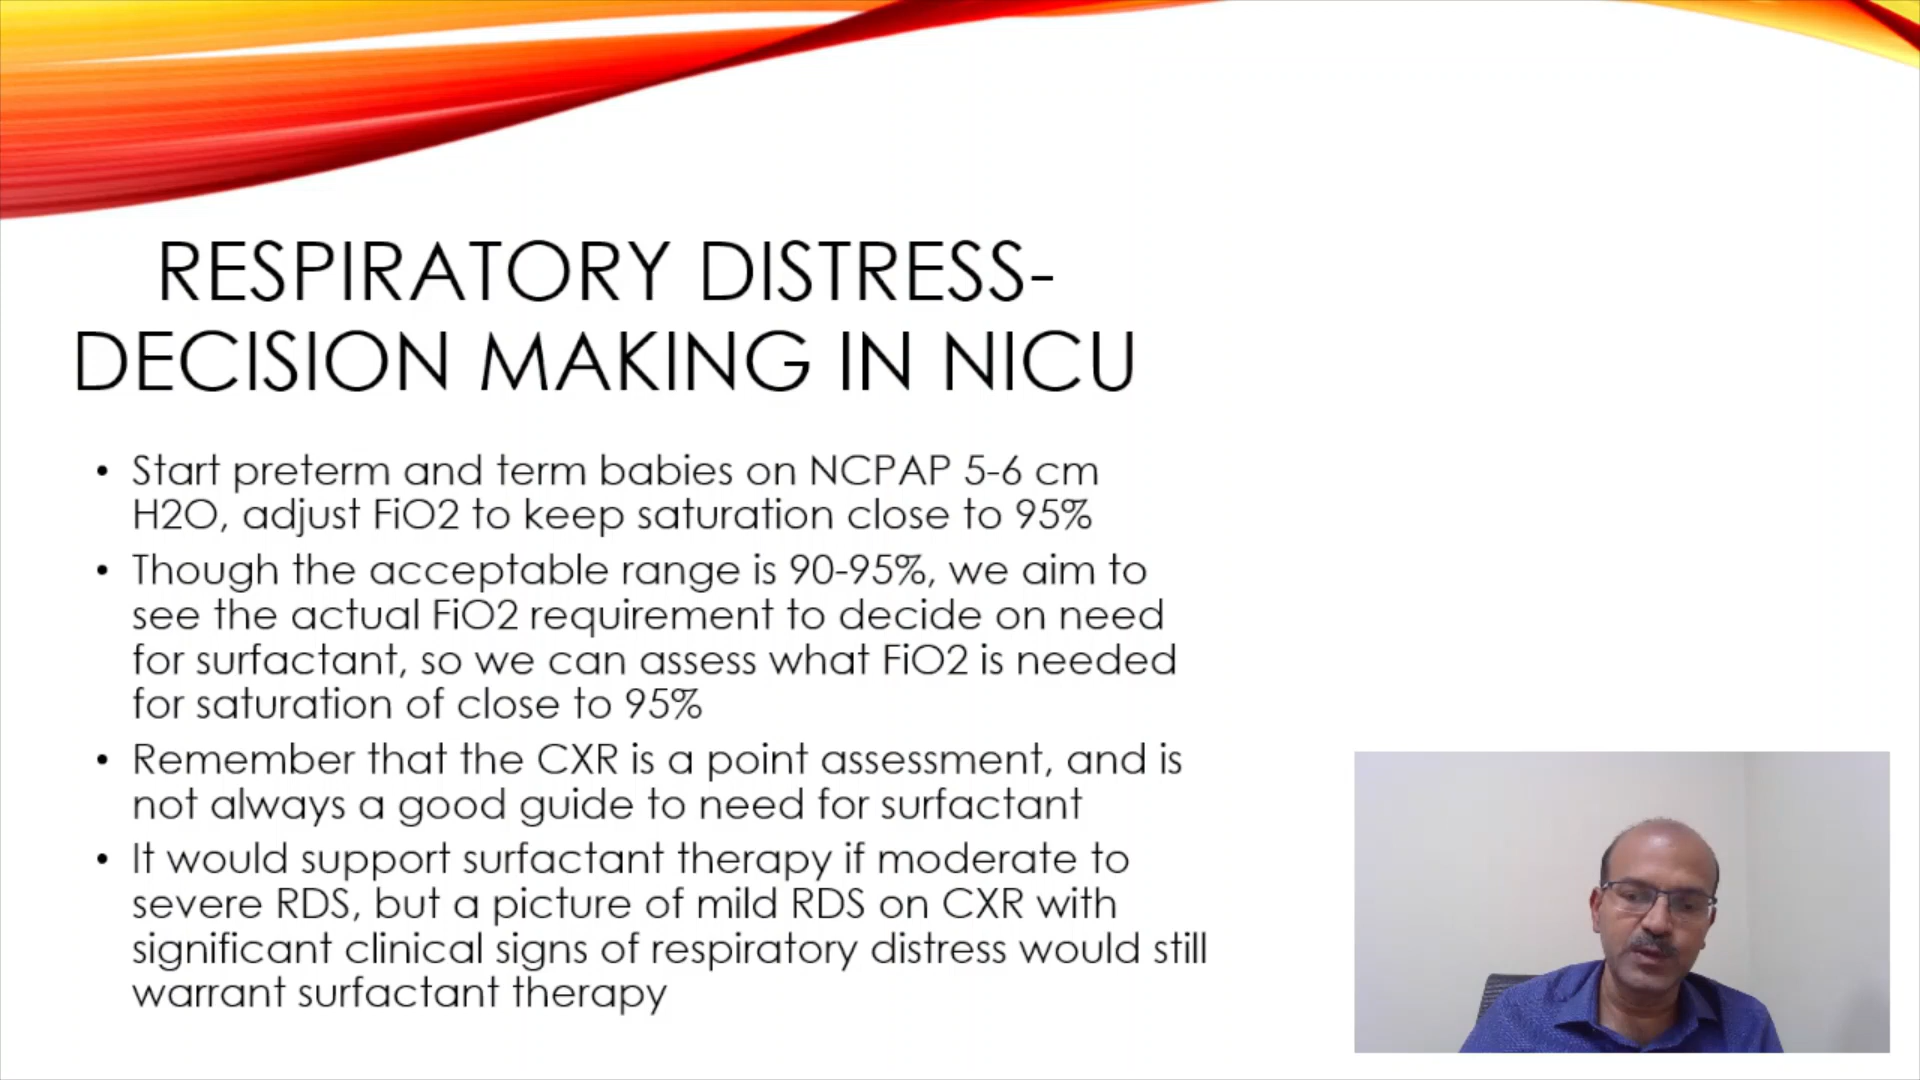 RESPIRATORY DISTRESS-
DECISION MAKING IN NICU
• Start preterm and term babies on NCPAP 5-6 cm
H2O, adjust FiO2 to keep saturation close to 95%
• Though the acceptable range is 90-95%, we aim to
see the actual FiO2 requirement to decide on need
for surfactant, so we can assess what FiO2 is needed
for saturation of close to 95%
• Remember that the CXR is a point assessment, and is
not always a good guide to need for surfactant
• It would support surfactant therapy if moderate to
severe RDS, but a picture of mild RDS on CXR with
significant clinical signs of respiratory distress would still
warrant surfactant therapy